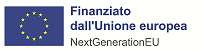 Finanziato
dall'Unione europea
NextGenerationEU